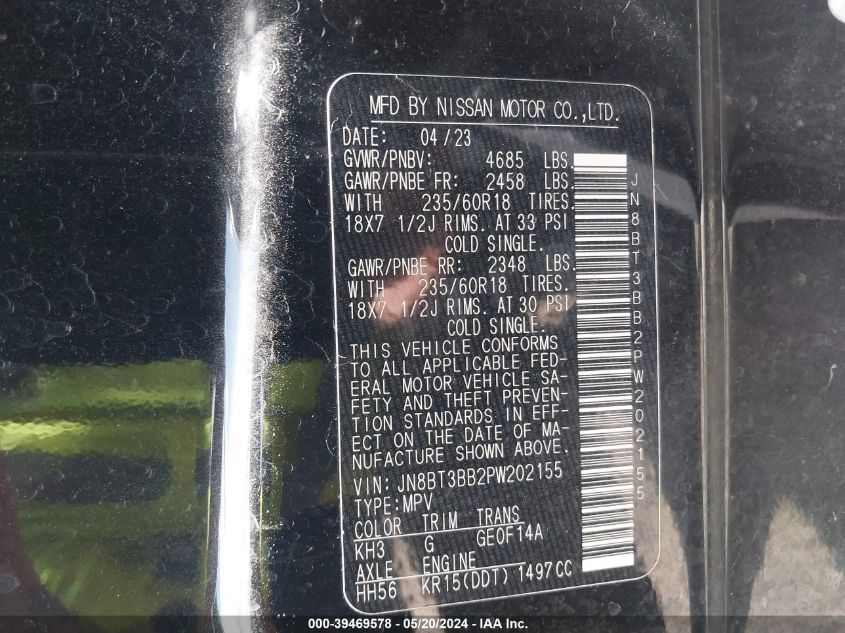 MFD BY NISSAN MOTOR CO.,LTD.
DATE: 04/23
GVWR/PNBV: 4685 LBS.
GAWR/PNBE FR: 2458 LBS.
WITH 235/60R18 TIRES.
18X7 1/2J RIMS. AT 33 PSI
COLD SINGLE.
GAWR/PNBE RR: 2348 LBS.
WITH 235/60R18 TIRES.
18X7 1/2J RIMS. AT 30 PSI
COLD SINGLE.
THIS VEHICLE CONFORMS
TO ALL APPLICABLE FED-
ERAL MOTOR VEHICLE SA-
FETY AND THEFT PREVEN-
TION STANDARDS IN EFF-
ECT ON THE DATE OF MA-
NUFACTURE SHOWN ABOVE.
VIN: JN8BT3BB2PW202155
TYPE:MPV
COLOR TRIM TRANS
KH3 G GE0F14A
AXLE ENGINE
HH56 KR15(DDT) 1497CC
JN8BT3BB2PW202155
000-39469578 - 05/20/2024 - IAA Inc.